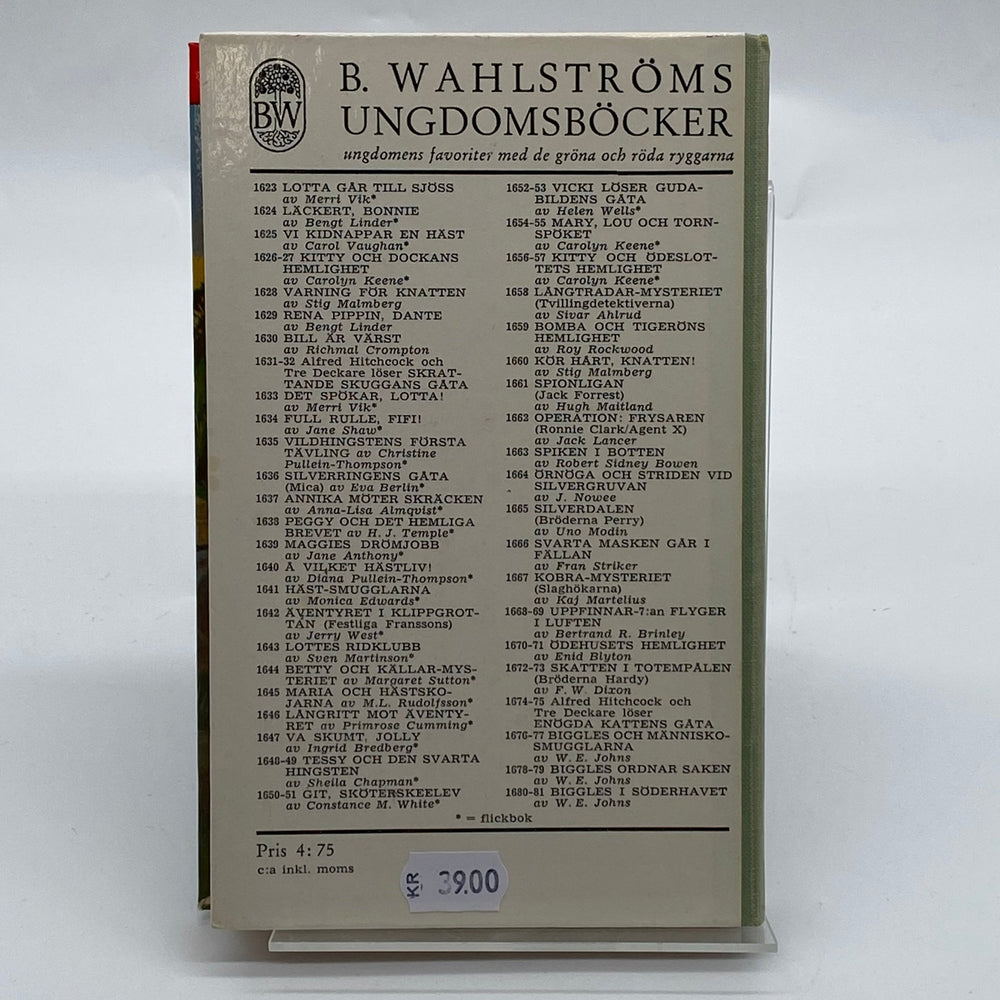 BW
B. WAHLSTRÖMS
UNGDOMSBÖCKER
ungdomens favoriter med de gröna och röda ryggarna
1623 LOTTA GÅR TILL SJÖSS
av Merri Vik*
1624 LÄCKERT, BONNIE
av Bengt Linder*
1625 VI KIDNAPPAR EN HÄST
av Carol Vaughan*
1626-27 KITTY OCH DOCKANS
HEMLIGHET
av Carolyn Keene*
1628 VARNING FÖR KNATTEN
av Stig Malmberg
1629 RENA PIPPIN, DANTE
av Bengt Linder
1630 BILL ÄR VÄRST
av Richmal Crompton
1631-32 Alfred Hitchcock och
Tre Deckare löser SKRAT-
TANDE SKUGGANS GÅTA
1633 DET SPÖKAR, LOTTA!
av Merri Vik*
1634 FULL RULLE, FIFI!
av Jane Shaw*
1635 VILDHINGSTENS FÖRSTA
TÄVLING av Christine
Pullein-Thompson*
1636 SILVERRINGENS GÅTA
(Mica) av Eva Berlin*
1637 ANNIKA MÖTER SKRÄCKEN
av Anna-Lisa Almqvist*
1638 PEGGY OCH DET HEMLIGA
BREVET av H. J. Temple*
1639 MAGGIES DRÖMJOBB
av Jane Anthony*
1640 Å VILKET HÄSTLIV!
av Diana Pullein-Thompson*
1641 HÄST-SMUGGLARNA
av Monica Edwards*
1642 ÄVENTYRET I KLIPPGROT-
TAN (Festliga Franssons)
av Jerry West*
1643 LOTTES RIDKLUBB
av Sven Martinson*
1644 BETTY OCH KÄLLAR-MYS-
TERIET av Margaret Sutton*
1645 MARIA OCH HÄSTSKO-
JARNA av M.L. Rudolfsson*
1646 LÅNGRITT MOT ÄVENTY-
RET av Primrose Cumming*
1647 VA SKUMT, JOLLY
av Ingrid Bredberg*
1648-49 TESSY OCH DEN SVARTA
HINGSTEN
av Sheila Chapman*
1650-51 GIT, SKÖTERSKEELEV
av Constance M. White*
1652-53 VICKI LÖSER GUDA-
BILDENS GÅTA
av Helen Wells*
1654-55 MARY, LOU OCH TORN-
SPÖKET
av Carolyn Keene*
1656-57 KITTY OCH ÖDESLOT-
TETS HEMLIGHET
av Carolyn Keene*
1658 LÅNGTRADAR-MYSTERIET
(Tvillingdetektiverna)
av Sivar Ahlrud
1659 BOMBA OCH TIGERÖNS
HEMLIGHET
av Roy Rockwood
1660 KÖR HÅRT, KNATTEN!
av Stig Malmberg
1661 SPIONLIGAN
(Jack Forrest)
av Hugh Maitland
1662 OPERATION: FRYSAREN
(Ronnie Clark/Agent X)
av Jack Lancer
1663 SPIKEN I BOTTEN
av Robert Sidney Bowen
1664 ÖRNÖGA OCH STRIDEN VID
SILVERGRUVAN
av J. Nowee
1665 SILVERDALEN
(Bröderna Perry)
av Uno Modin
1666 SVARTA MASKEN GÅR I
FÄLLAN
av Fran Striker
1667 KOBRA-MYSTERIET
(Slaghökarna)
av Kaj Martelius
1668-69 UPPFINNAR-7:an FLYGER
I LUFTEN
av Bertrand R. Brinley
1670-71 ÖDEHUSETS HEMLIGHET
av Enid Blyton
1672-73 SKATTEN I TOTEMPÅLEN
(Bröderna Hardy)
av F. W. Dixon
1674-75 Alfred Hitchcock och
Tre Deckare löser
ENÖGDA KATTENS GÅTA
1676-77 BIGGLES OCH MÄNNISKO-
SMUGGLARNA
av W. E. Johns
1678-79 BIGGLES ORDNAR SAKEN
av W. E. Johns
1680-81 BIGGLES I SÖDERHAVET
av W. E. Johns
* = flickbok
Pris 4:75
c:a inkl. moms
KR 39.00